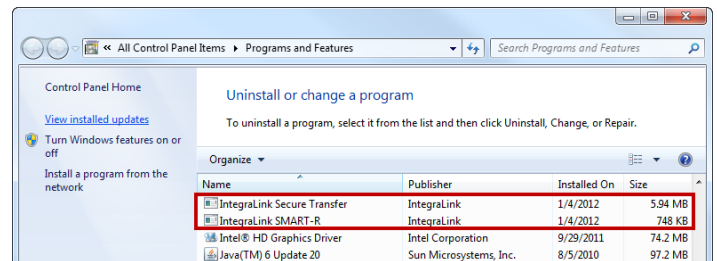 « All Control Panel Items ▸ Programs and Features
Search Programs and Features
Control Panel Home
View installed updates
Turn Windows features on or
off
Install a program from the
network
Uninstall or change a program
To uninstall a program, select it from the list and then click Uninstall, Change, or Repair.
Organize
Name Publisher Installed On Size
IntegraLink Secure Transfer IntegraLink 1/4/2012 5.94 MB
IntegraLink SMART-R IntegraLink 1/4/2012 748 KB
Intel® HD Graphics Driver Intel Corporation 9/29/2011 74.2 MB
Java(TM) 6 Update 20 Sun Microsystems, Inc. 8/5/2010 97.2 MB